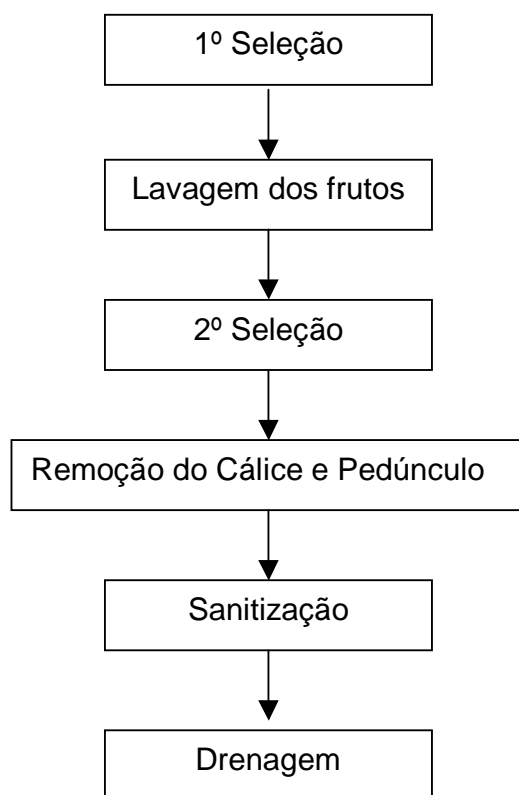 1º Seleção
Lavagem dos frutos
2º Seleção
Remoção do Cálice e Pedúnculo
Sanitização
Drenagem